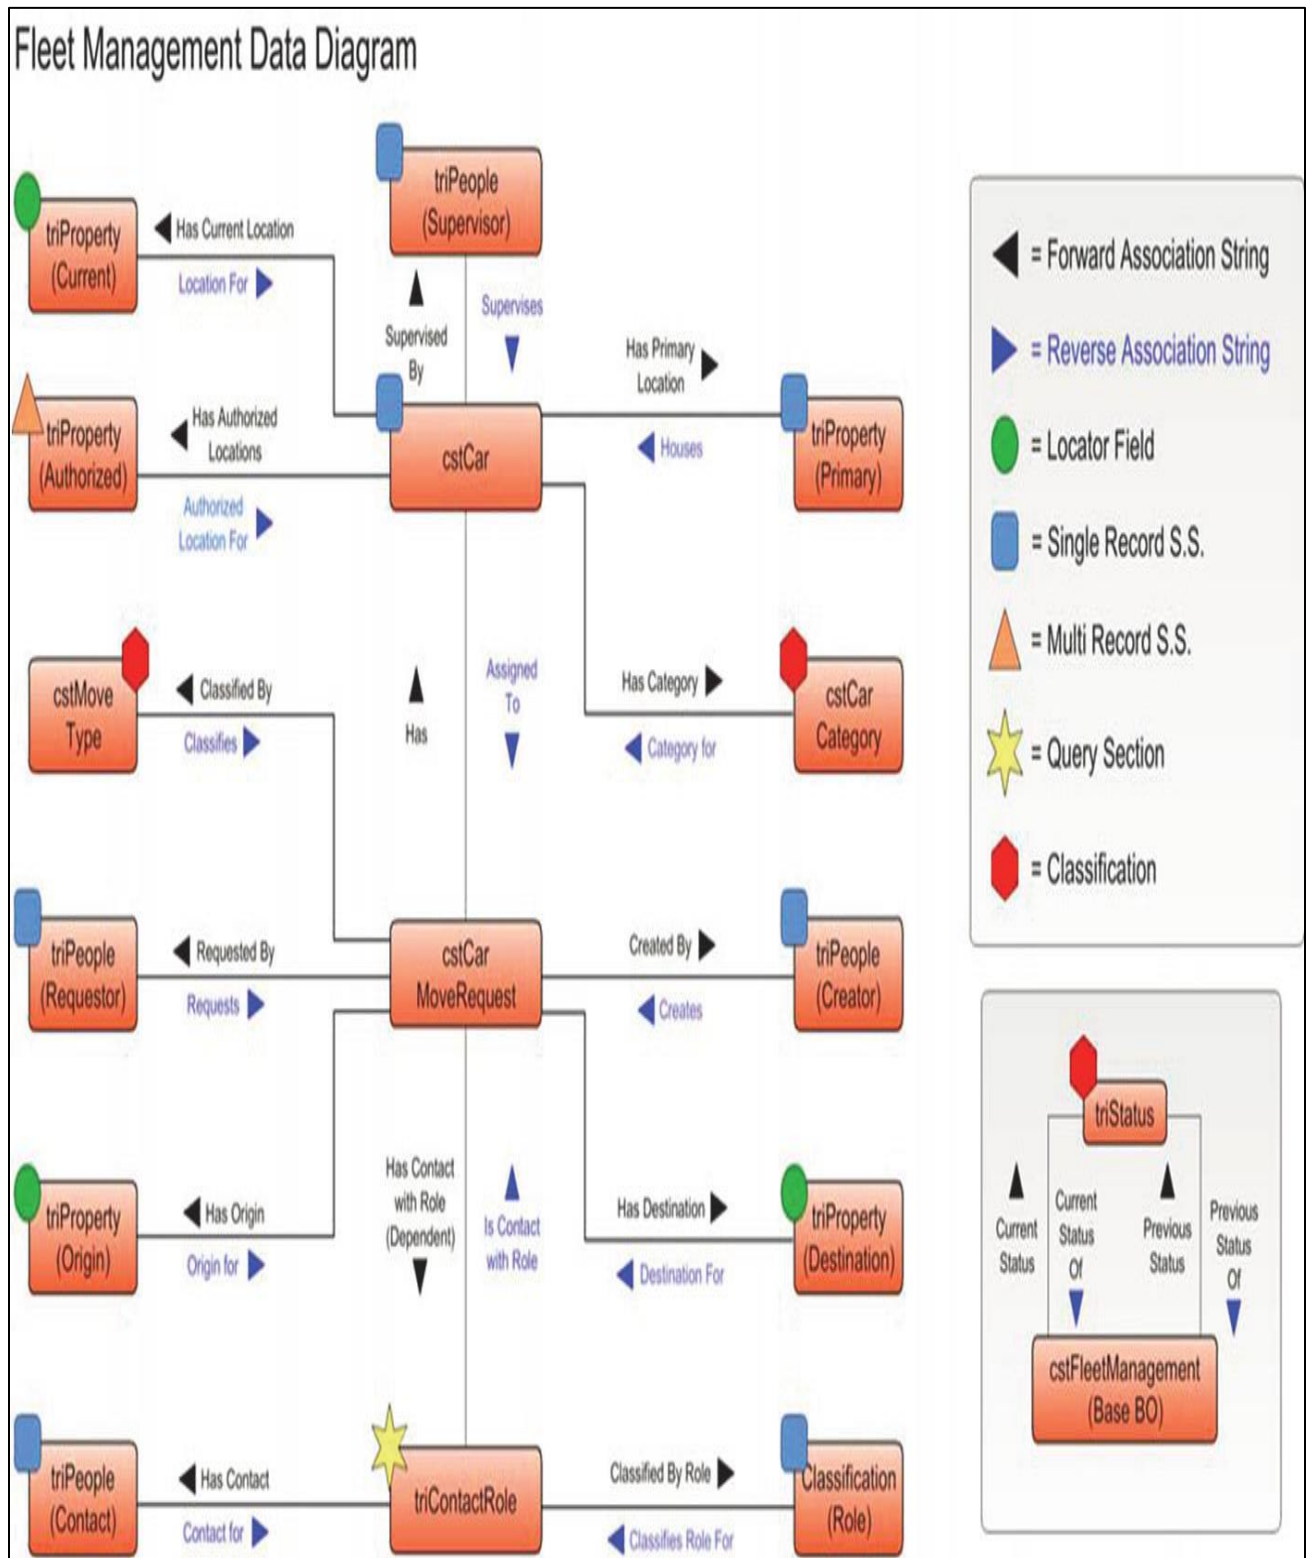 Fleet Management Data Diagram
triPeople
(Supervisor)
triProperty
(Current)
Has Current Location
Location For
Supervised
By
Supervises
Has Primary
Location
Houses
triProperty
(Primary)
triProperty
(Authorized)
Has Authorized
Locations
Authorized
Location For
cstCar
cstMove
Type
Classified By
Classifies
Has
Assigned
To
Has Category
Category for
cstCar
Category
triPeople
(Requestor)
Requested By
Requests
cstCar
MoveRequest
Created By
Creates
triPeople
(Creator)
triProperty
(Origin)
Has Origin
Origin for
Has Contact
with Role
(Dependent)
Is Contact
with Role
Has Destination
Destination For
triProperty
(Destination)
triPeople
(Contact)
Has Contact
Contact for
triContactRole
Classified By Role
Classifies Role For
Classification
(Role)
= Forward Association String
= Reverse Association String
= Locator Field
= Single Record S.S.
= Multi Record S.S.
= Query Section
= Classification
triStatus
Current
Status
Current
Status
Of
Previous
Status
Previous
Status
Of
cstFleetManagement
(Base BO)